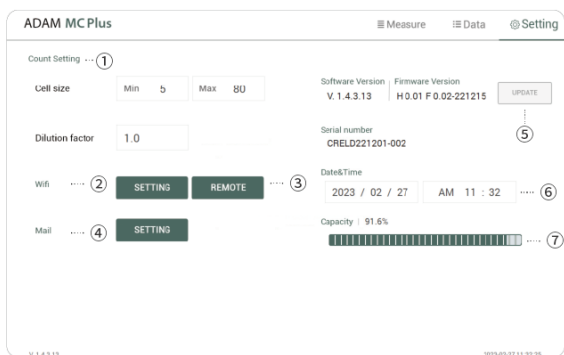 ADAM MC Plus
Measure
Data
Setting
Count Setting
1
Cell size
Min 5
Max 80
Dilution factor
1.0
Wifi
2
SETTING
REMOTE
3
Mail
4
SETTING
Software Version
Firmware Version
V. 1.4.3.13
H 0.01 F 0.02-221215
UPDATE
5
Serial number
CRELD221201-002
Date&Time
2023 / 02 / 27
AM 11 : 32
6
Capacity
91.6%
7
V. 1.4.3.13